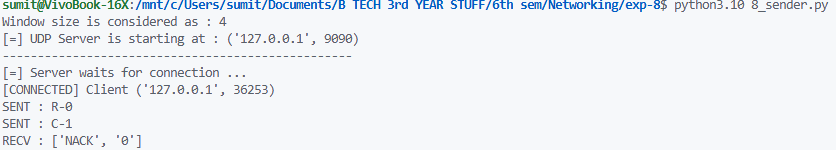 sumit@VivoBook-16X:/mnt/c/Users/sumit/Documents/B TECH 3rd YEAR STUFF/6th sem/Networking/exp-8$ python3.10 8_sender.py
Window size is considered as : 4
[=] UDP Server is starting at : ('127.0.0.1', 9090)
--------------------------------------------------
[=] Server waits for connection ...
[CONNECTED] Client ('127.0.0.1', 36253)
SENT : R-0
SENT : C-1
RECV : ['NACK', '0']